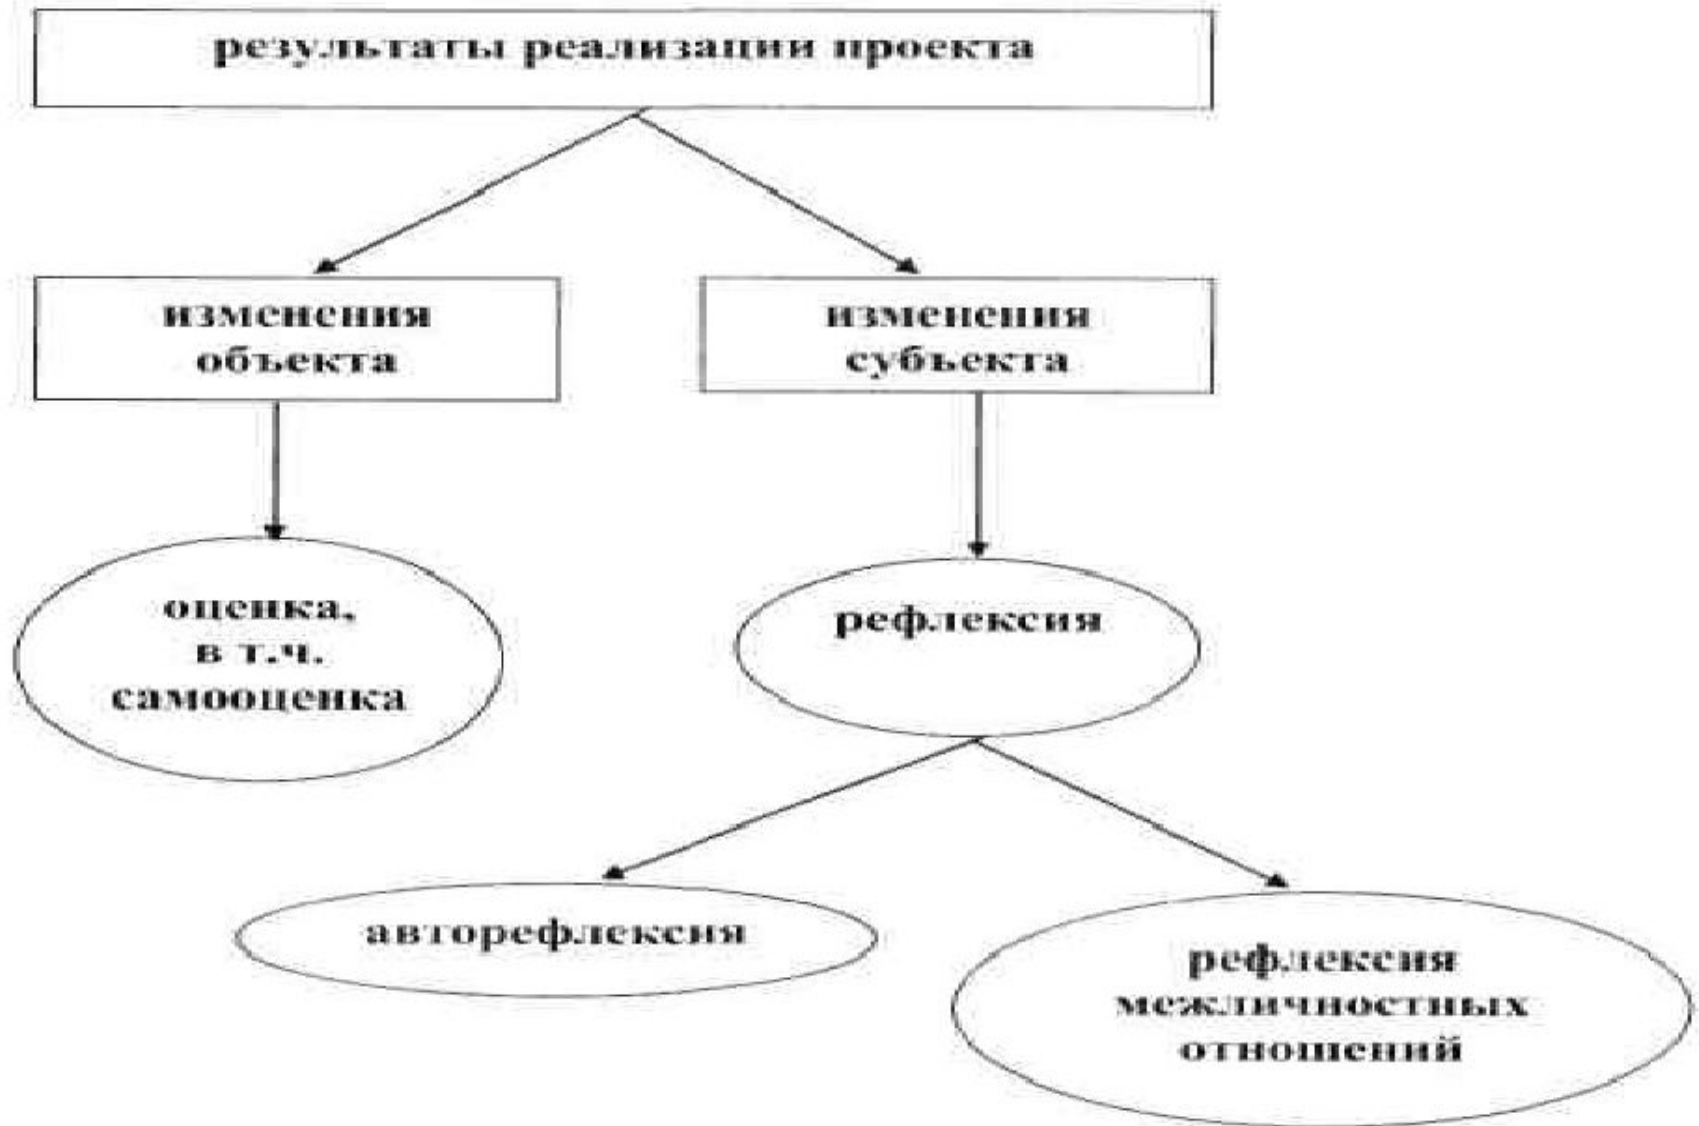 результаты реализации проекта
изменения
объекта
изменения
субъекта
оценка,
в т.ч.
самооценка
рефлексия
авторефлексия
рефлексия
межличностных
отношений